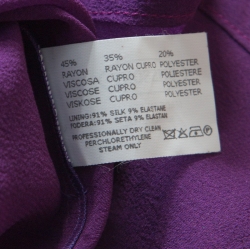 45% 35% 20%
RAYON RAYON CUPRO POLYESTER
VISCOSA CUPRO POLIESTERE
VISCOSE CUPRO POLYESTER
VISKOSE CUPRO POLYESTER
LINING:91% SILK 9% ELASTANE
FODERA:91% SETA 9% ELASTAN
PROFESSIONALLY DRY CLEAN
PERCHLORETHYLENE
STEAM ONLY